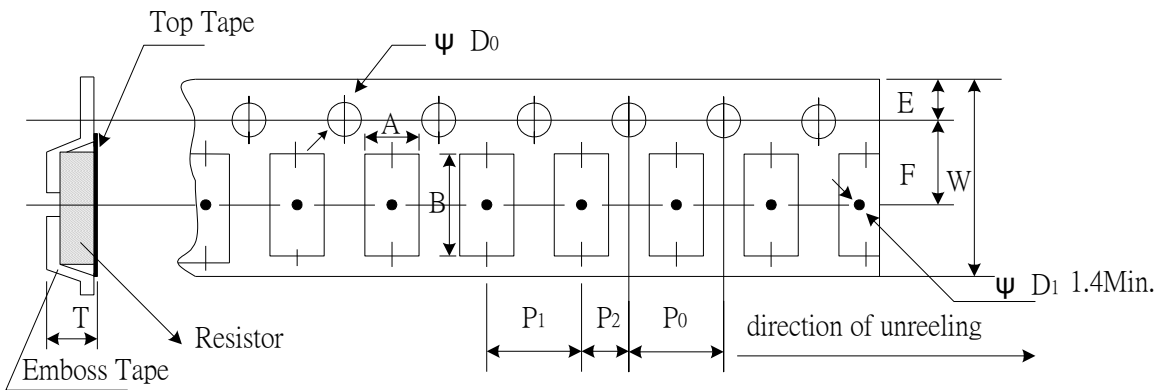 Top Tape
ψ D0
E
A
F
W
B
ψ D1 1.4Min.
T
P1
P2
P0
direction of unreeling
Resistor
Emboss Tape